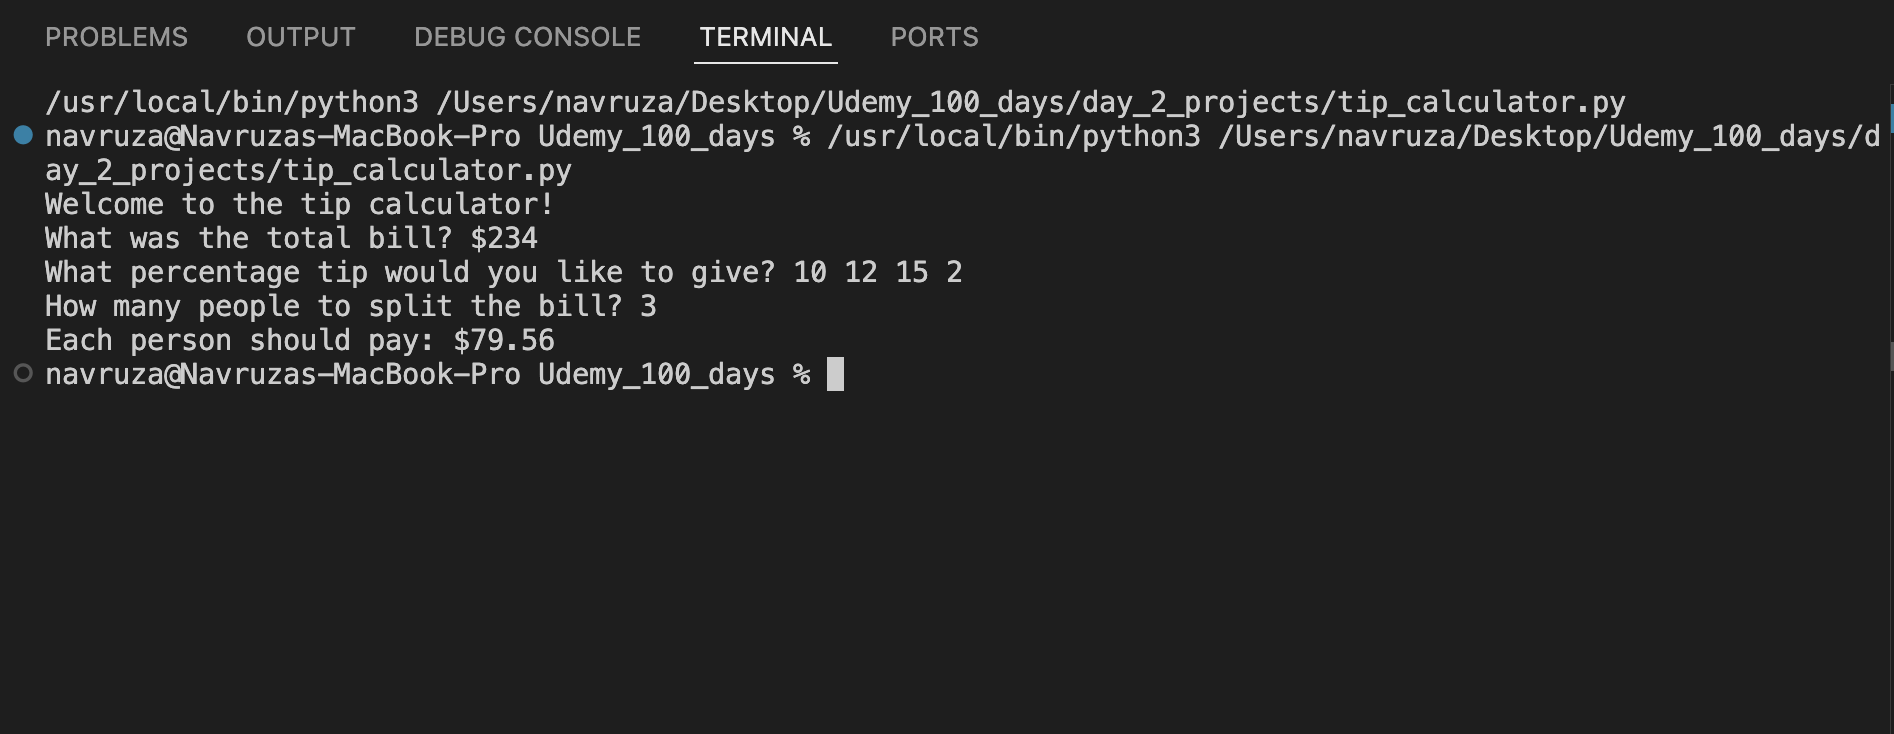 PROBLEMS OUTPUT DEBUG CONSOLE TERMINAL PORTS
/usr/local/bin/python3 /Users/navruza/Desktop/Udemy_100_days/day_2_projects/tip_calculator.py
navruza@Navruzas-MacBook-Pro Udemy_100_days % /usr/local/bin/python3 /Users/navruza/Desktop/Udemy_100_days/d
ay_2_projects/tip_calculator.py
Welcome to the tip calculator!
What was the total bill? $234
What percentage tip would you like to give? 10 12 15 2
How many people to split the bill? 3
Each person should pay: $79.56
navruza@Navruzas-MacBook-Pro Udemy_100_days %